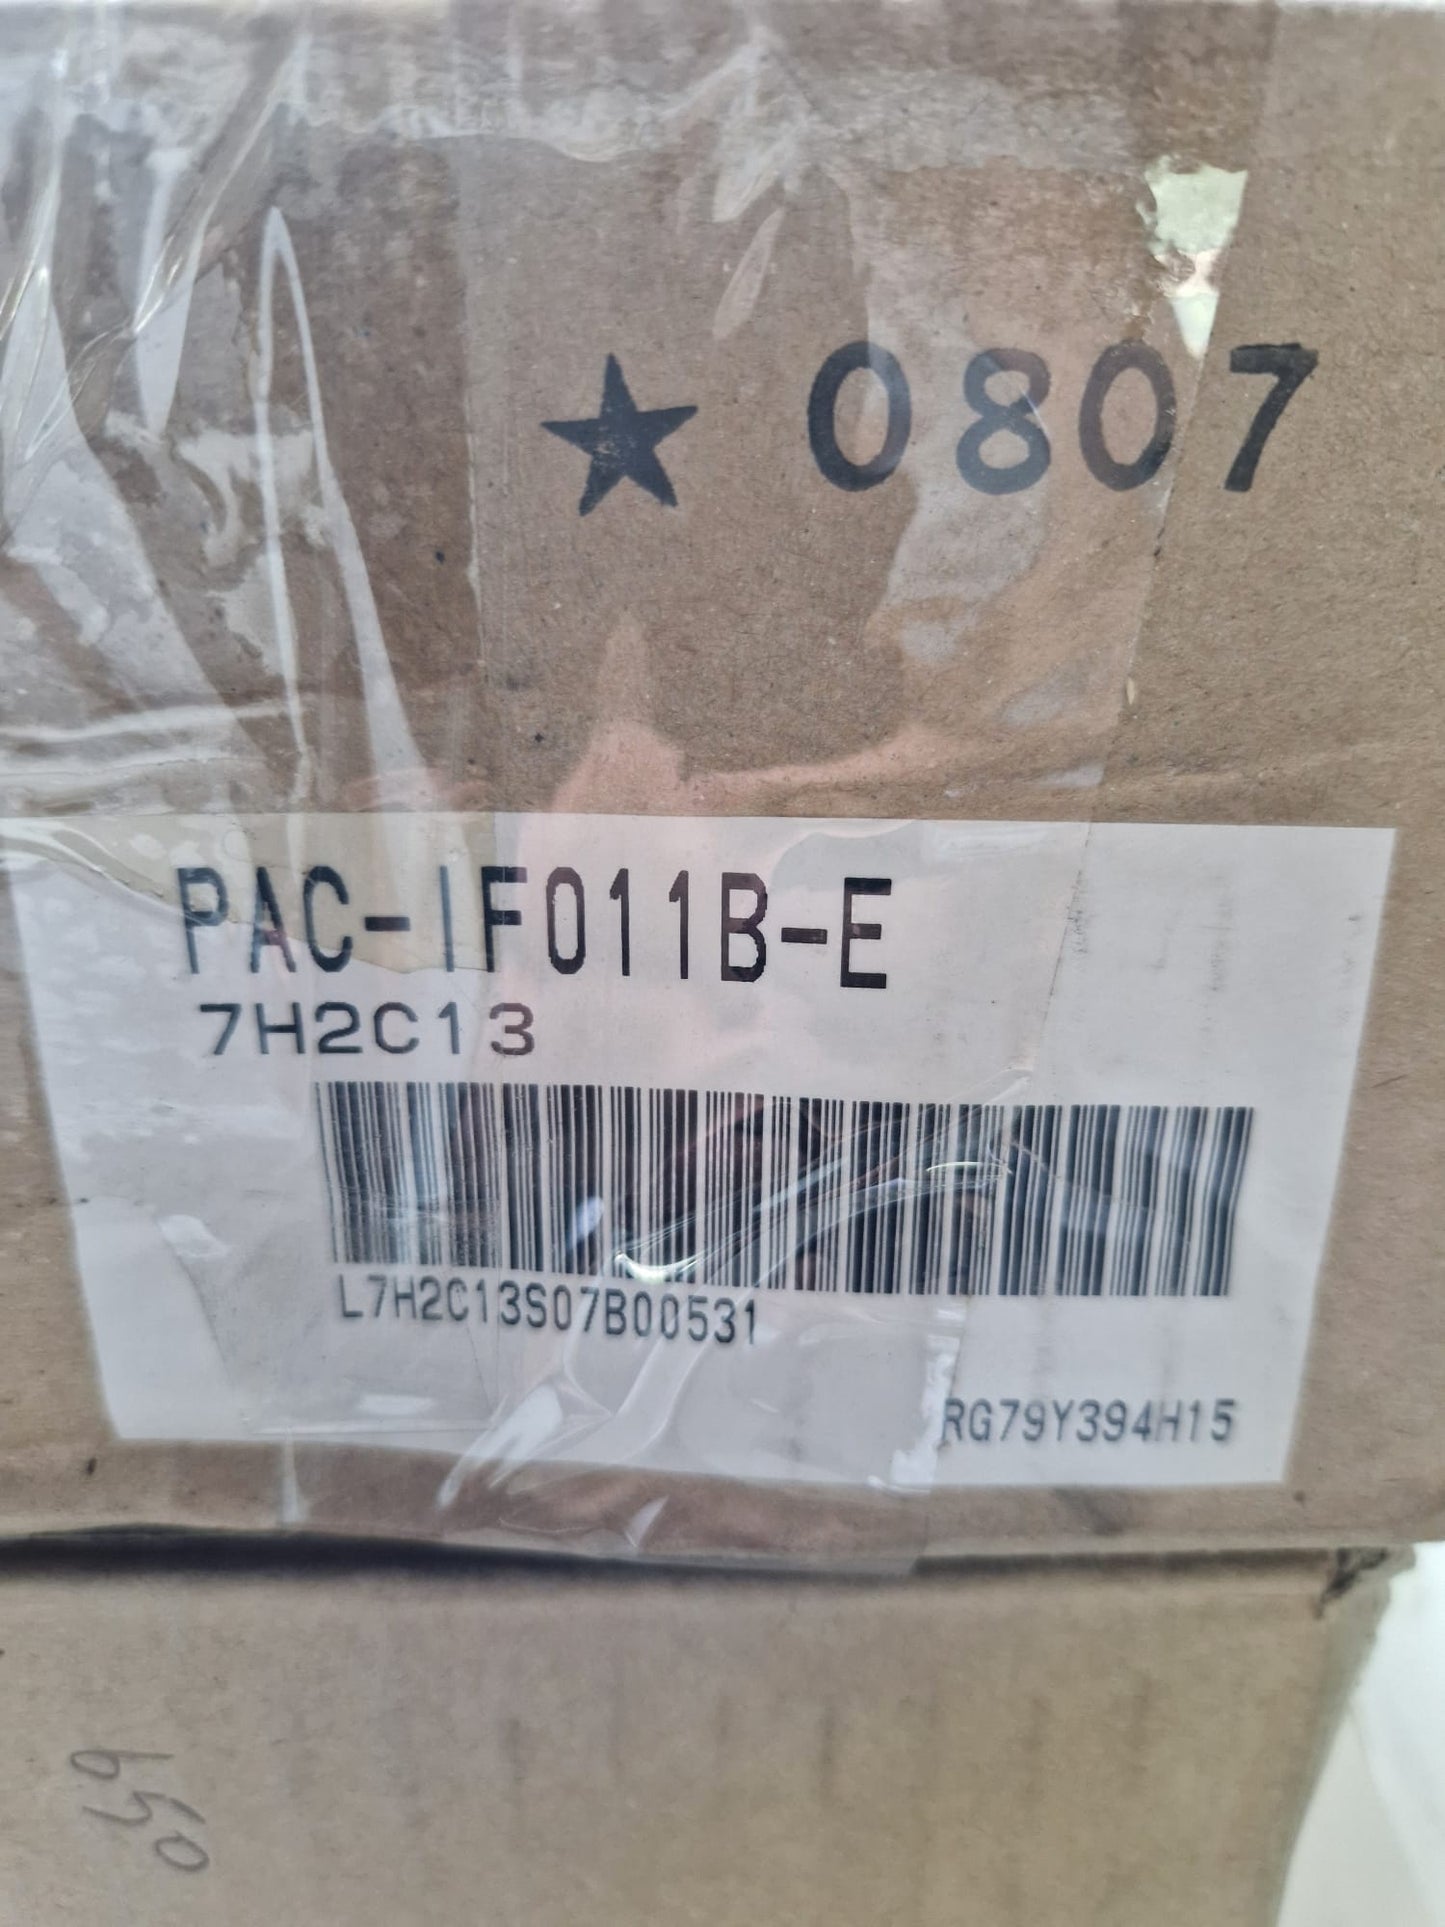 ★ 0807
PAC-IF011B-E
7H2C13
L7H2C13S07B00531
RG79Y394H15